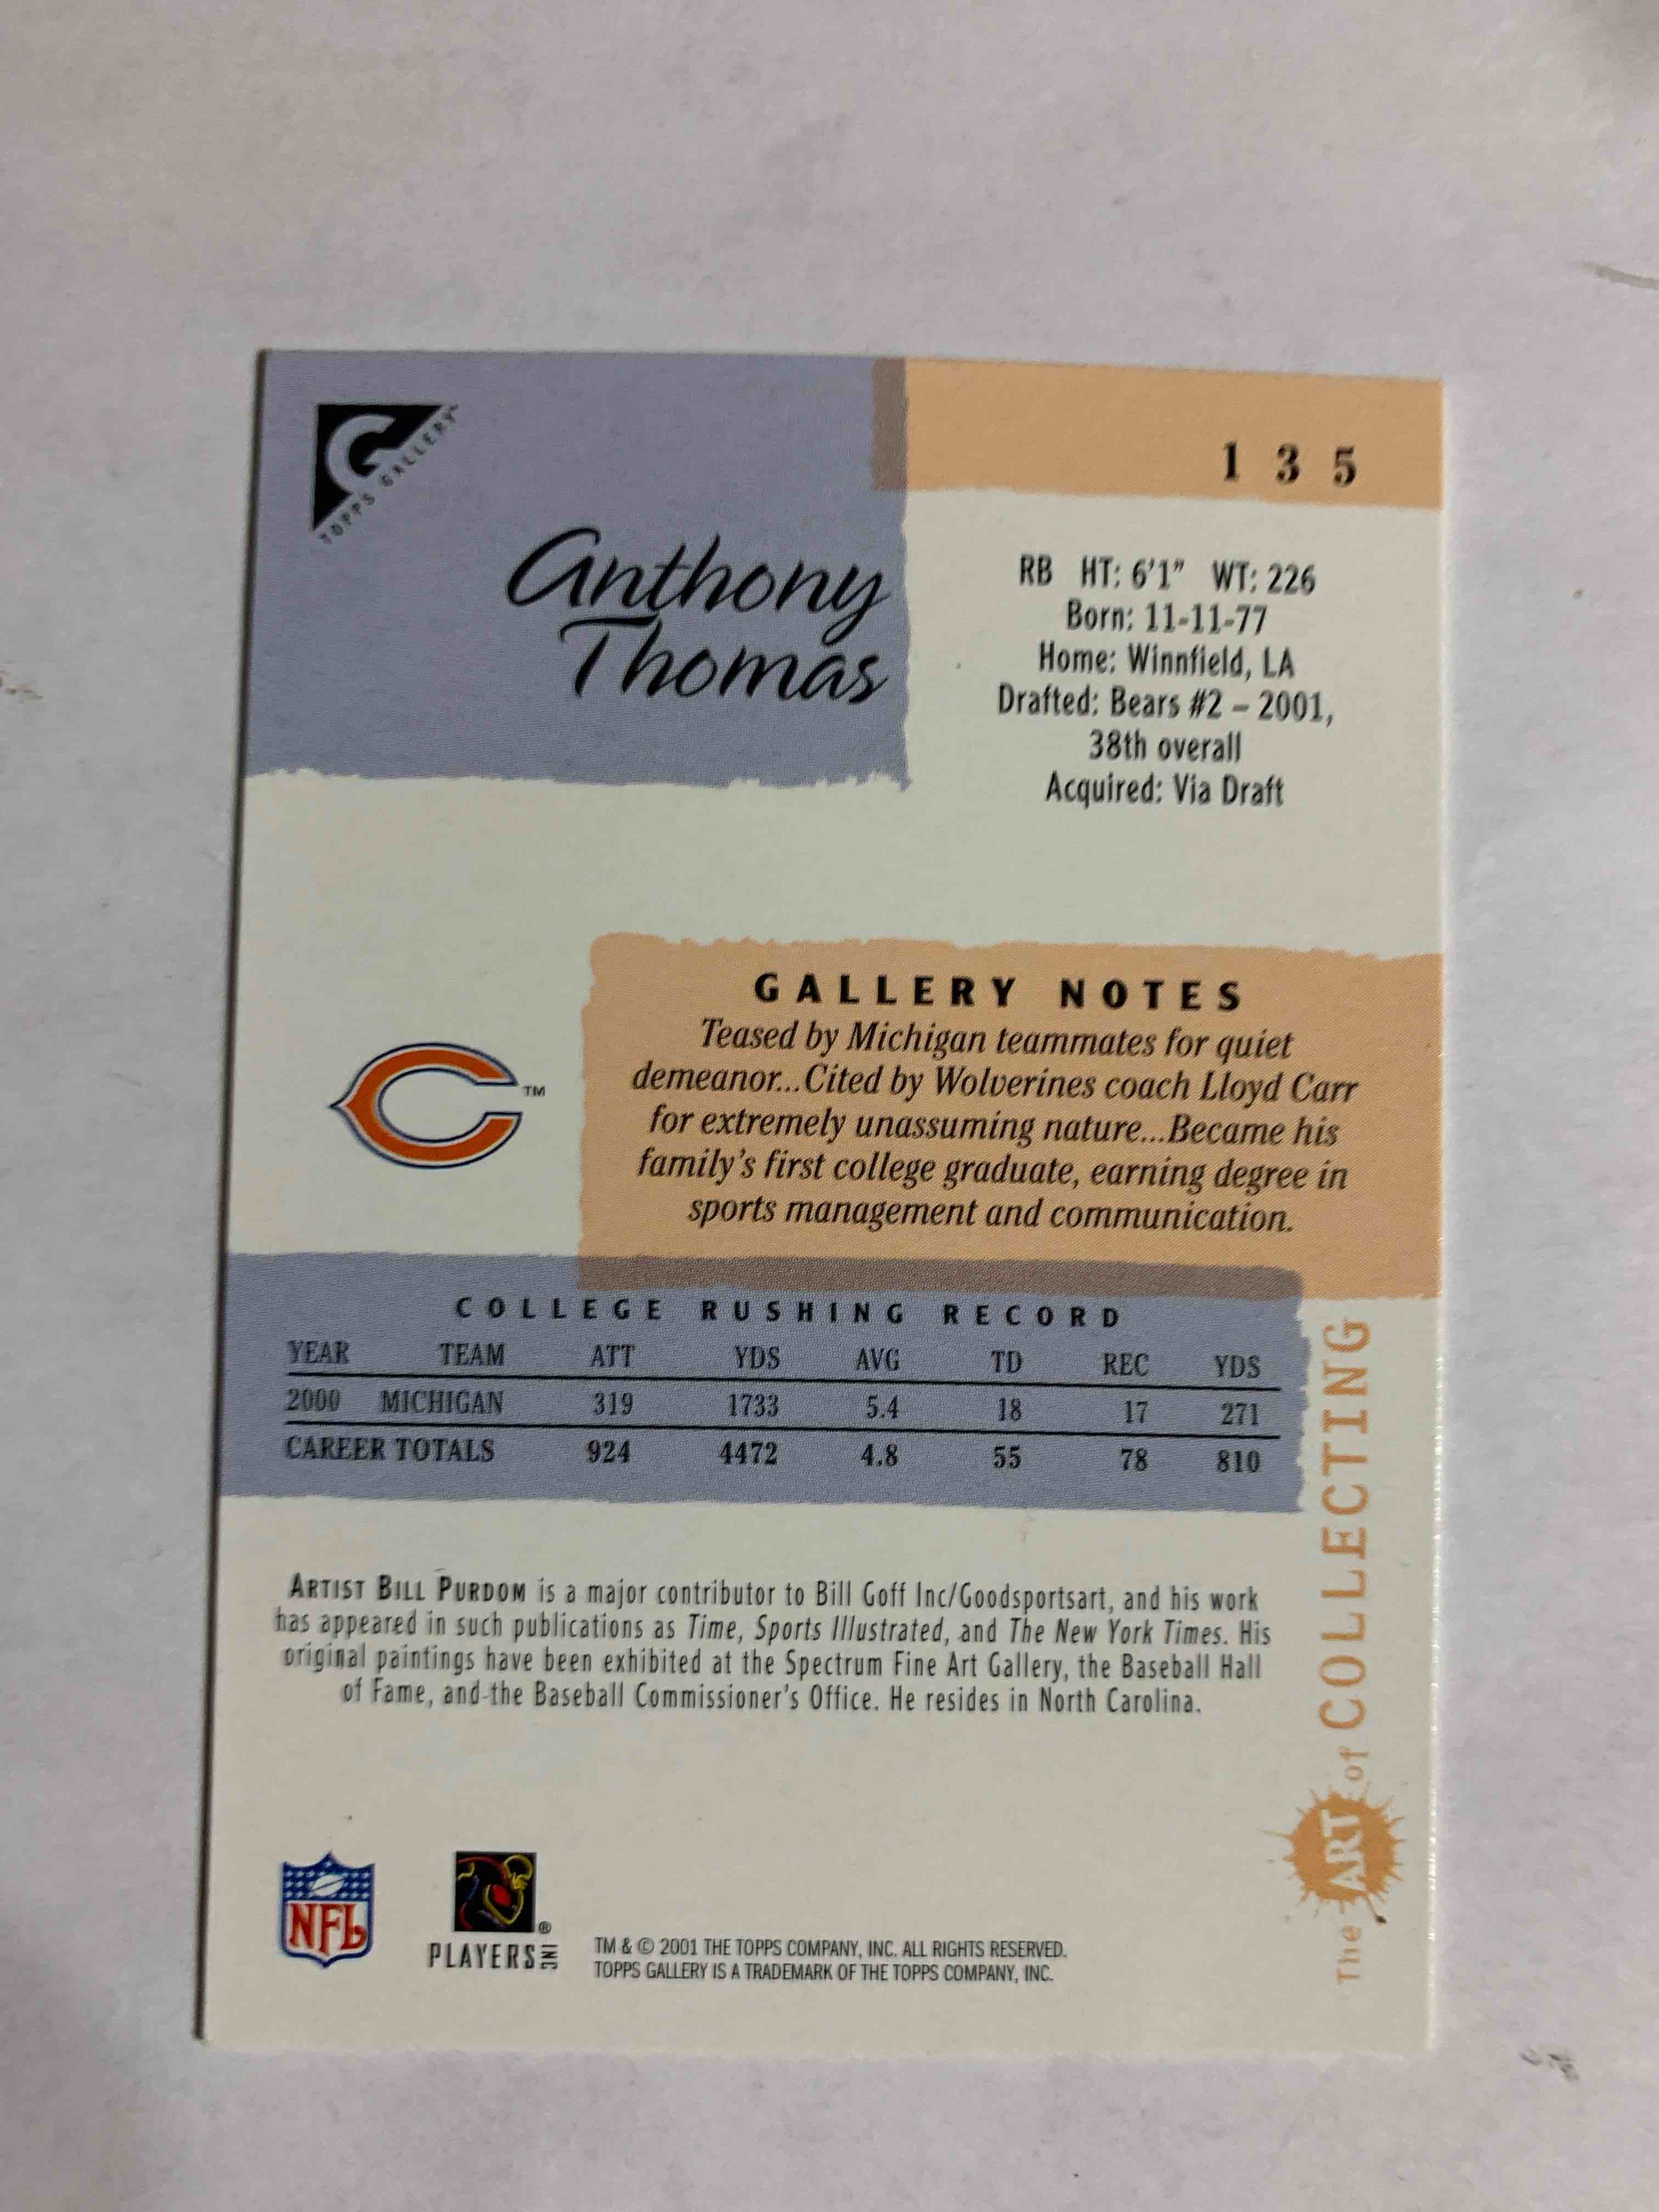 TOPPS GALLERY
135
Anthony
Thomas
RB HT: 6'1" WT: 226
Born: 11-11-77
Home: Winnfield, LA
Drafted: Bears #2 – 2001,
38th overall
Acquired: Via Draft
GALLERY NOTES
Teased by Michigan teammates for quiet
demeanor...Cited by Wolverines coach Lloyd Carr
for extremely unassuming nature...Became his
family's first college graduate, earning degree in
sports management and communication.
TM
COLLEGE RUSHING RECORD
YEAR TEAM ATT YDS AVG TD REC YDS
2000 MICHIGAN 319 1733 5.4 18 17 271
CAREER TOTALS 924 4472 4.8 55 78 810
ARTIST BILL PURDOM is a major contributor to Bill Goff Inc/Goodsportsart, and his work
has appeared in such publications as Time, Sports Illustrated, and The New York Times. His
original paintings have been exhibited at the Spectrum Fine Art Gallery, the Baseball Hall
of Fame, and the Baseball Commissioner's Office. He resides in North Carolina.
The ART of COLLECTING
NFL
PLAYERS INC ®
TM & © 2001 THE TOPPS COMPANY, INC. ALL RIGHTS RESERVED.
TOPPS GALLERY IS A TRADEMARK OF THE TOPPS COMPANY, INC.